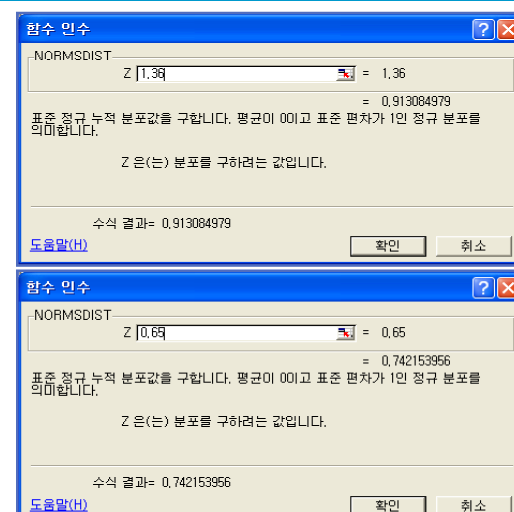 함수 인수
NORMSDIST
Z 1.36 = 1.36
= 0.913084979
표준 정규 누적 분포값을 구합니다. 평균이 0이고 표준 편차가 1인 정규 분포를
의미합니다.
Z 은(는) 분포를 구하려는 값입니다.
수식 결과= 0.913084979
도움말(H) 확인 취소
함수 인수
NORMSDIST
Z 0.65 = 0.65
= 0.742153956
표준 정규 누적 분포값을 구합니다. 평균이 0이고 표준 편차가 1인 정규 분포를
의미합니다.
Z 은(는) 분포를 구하려는 값입니다.
수식 결과= 0.742153956
도움말(H) 확인 취소